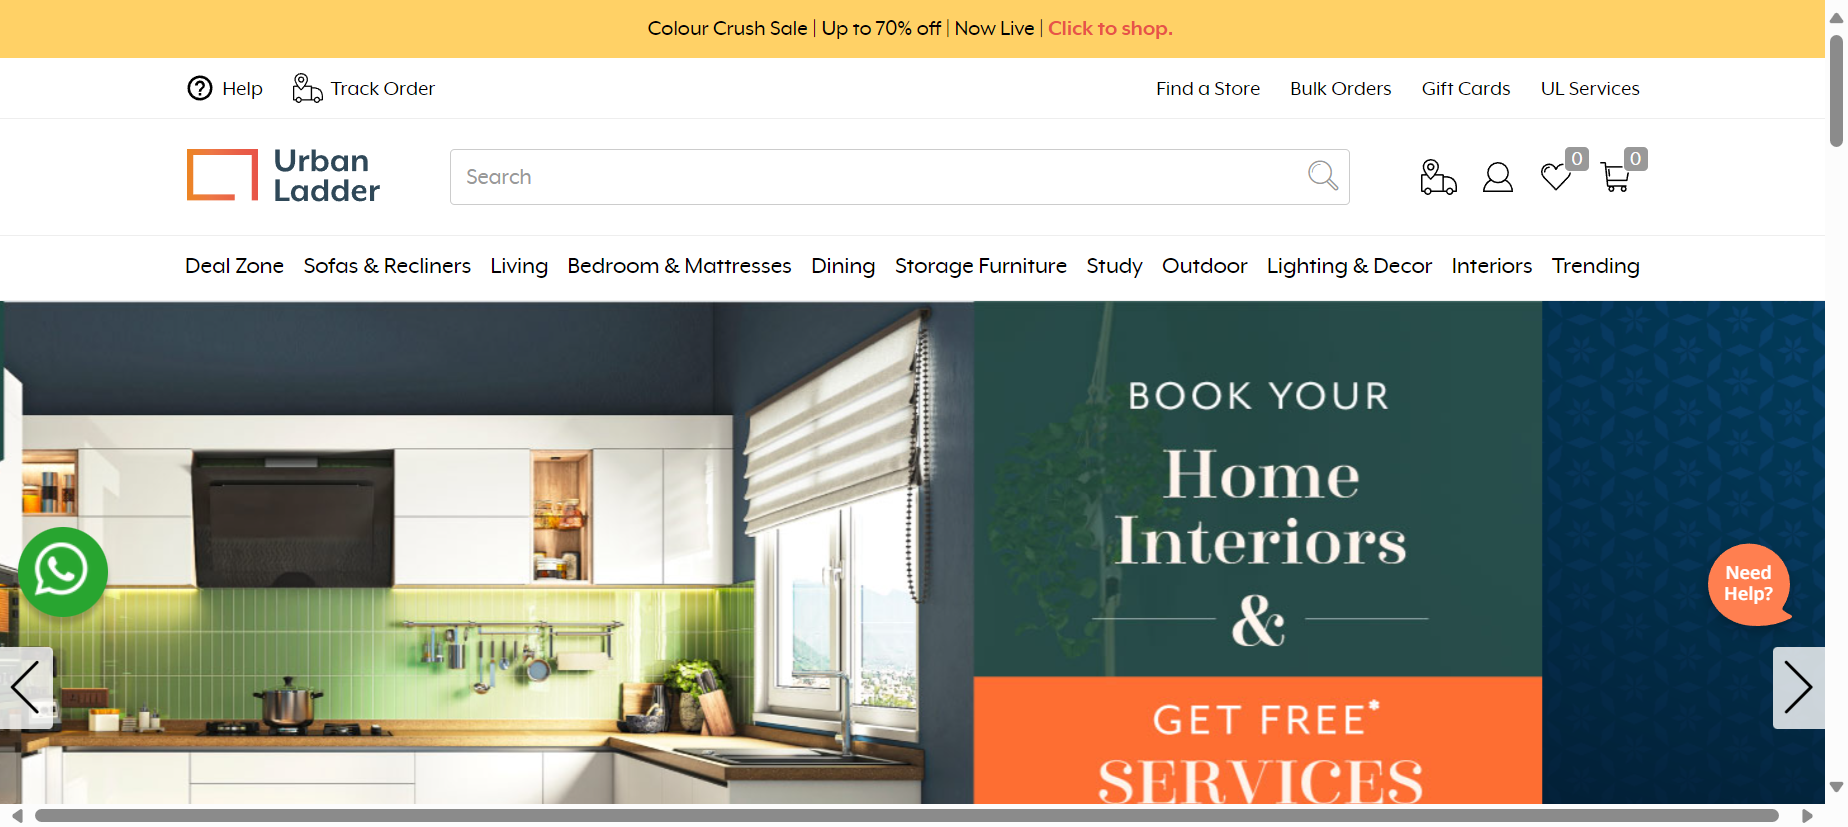 Colour Crush Sale | Up to 70% off | Now Live | Click to shop.
Help Track Order Find a Store Bulk Orders Gift Cards UL Services
Urban
Ladder
Search
0
0
Deal Zone Sofas & Recliners Living Bedroom & Mattresses Dining Storage Furniture Study Outdoor Lighting & Decor Interiors Trending
BOOK YOUR
Home
Interiors
&
GET FREE*
SERVICES
Need
Help?